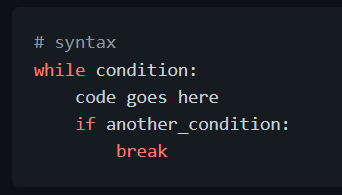 # syntax
while condition:
    code goes here
    if another_condition:
        break